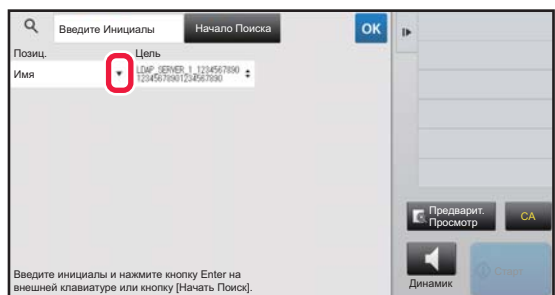 Введите Инициалы
Начало Поиска
OK
Позиц.
Цель
Имя
LDAP_SERVER_1_1234567890
12345678901234567890
Предварит.
Просмотр
CA
Введите инициалы и нажмите кнопку Enter на
внешней клавиатуре или кнопку [Начать Поиск].
Динамик
Старт